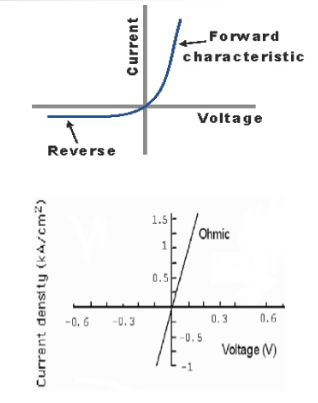 Current
Forward
characteristic
Voltage
Reverse
Current density (kA/cm²)
1.5
Ohmic
1
0.5
-0.6
-0.3
0.3
0.6
-0.5
Voltage (V)
-1